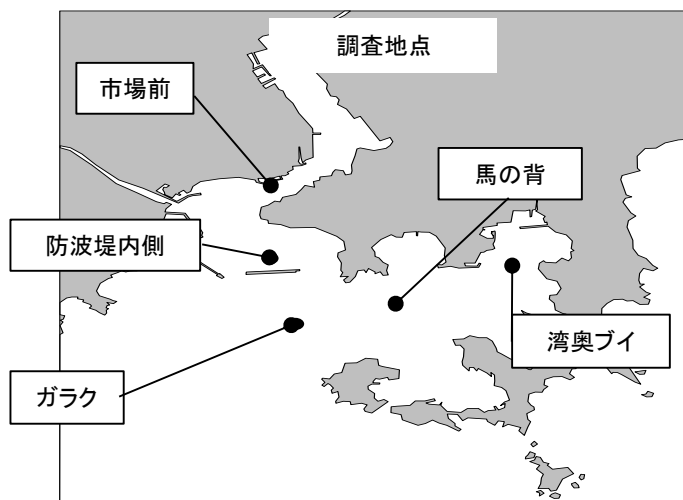 調査地点
市場前
馬の背
防波堤内側
湾奥ブイ
ガラク